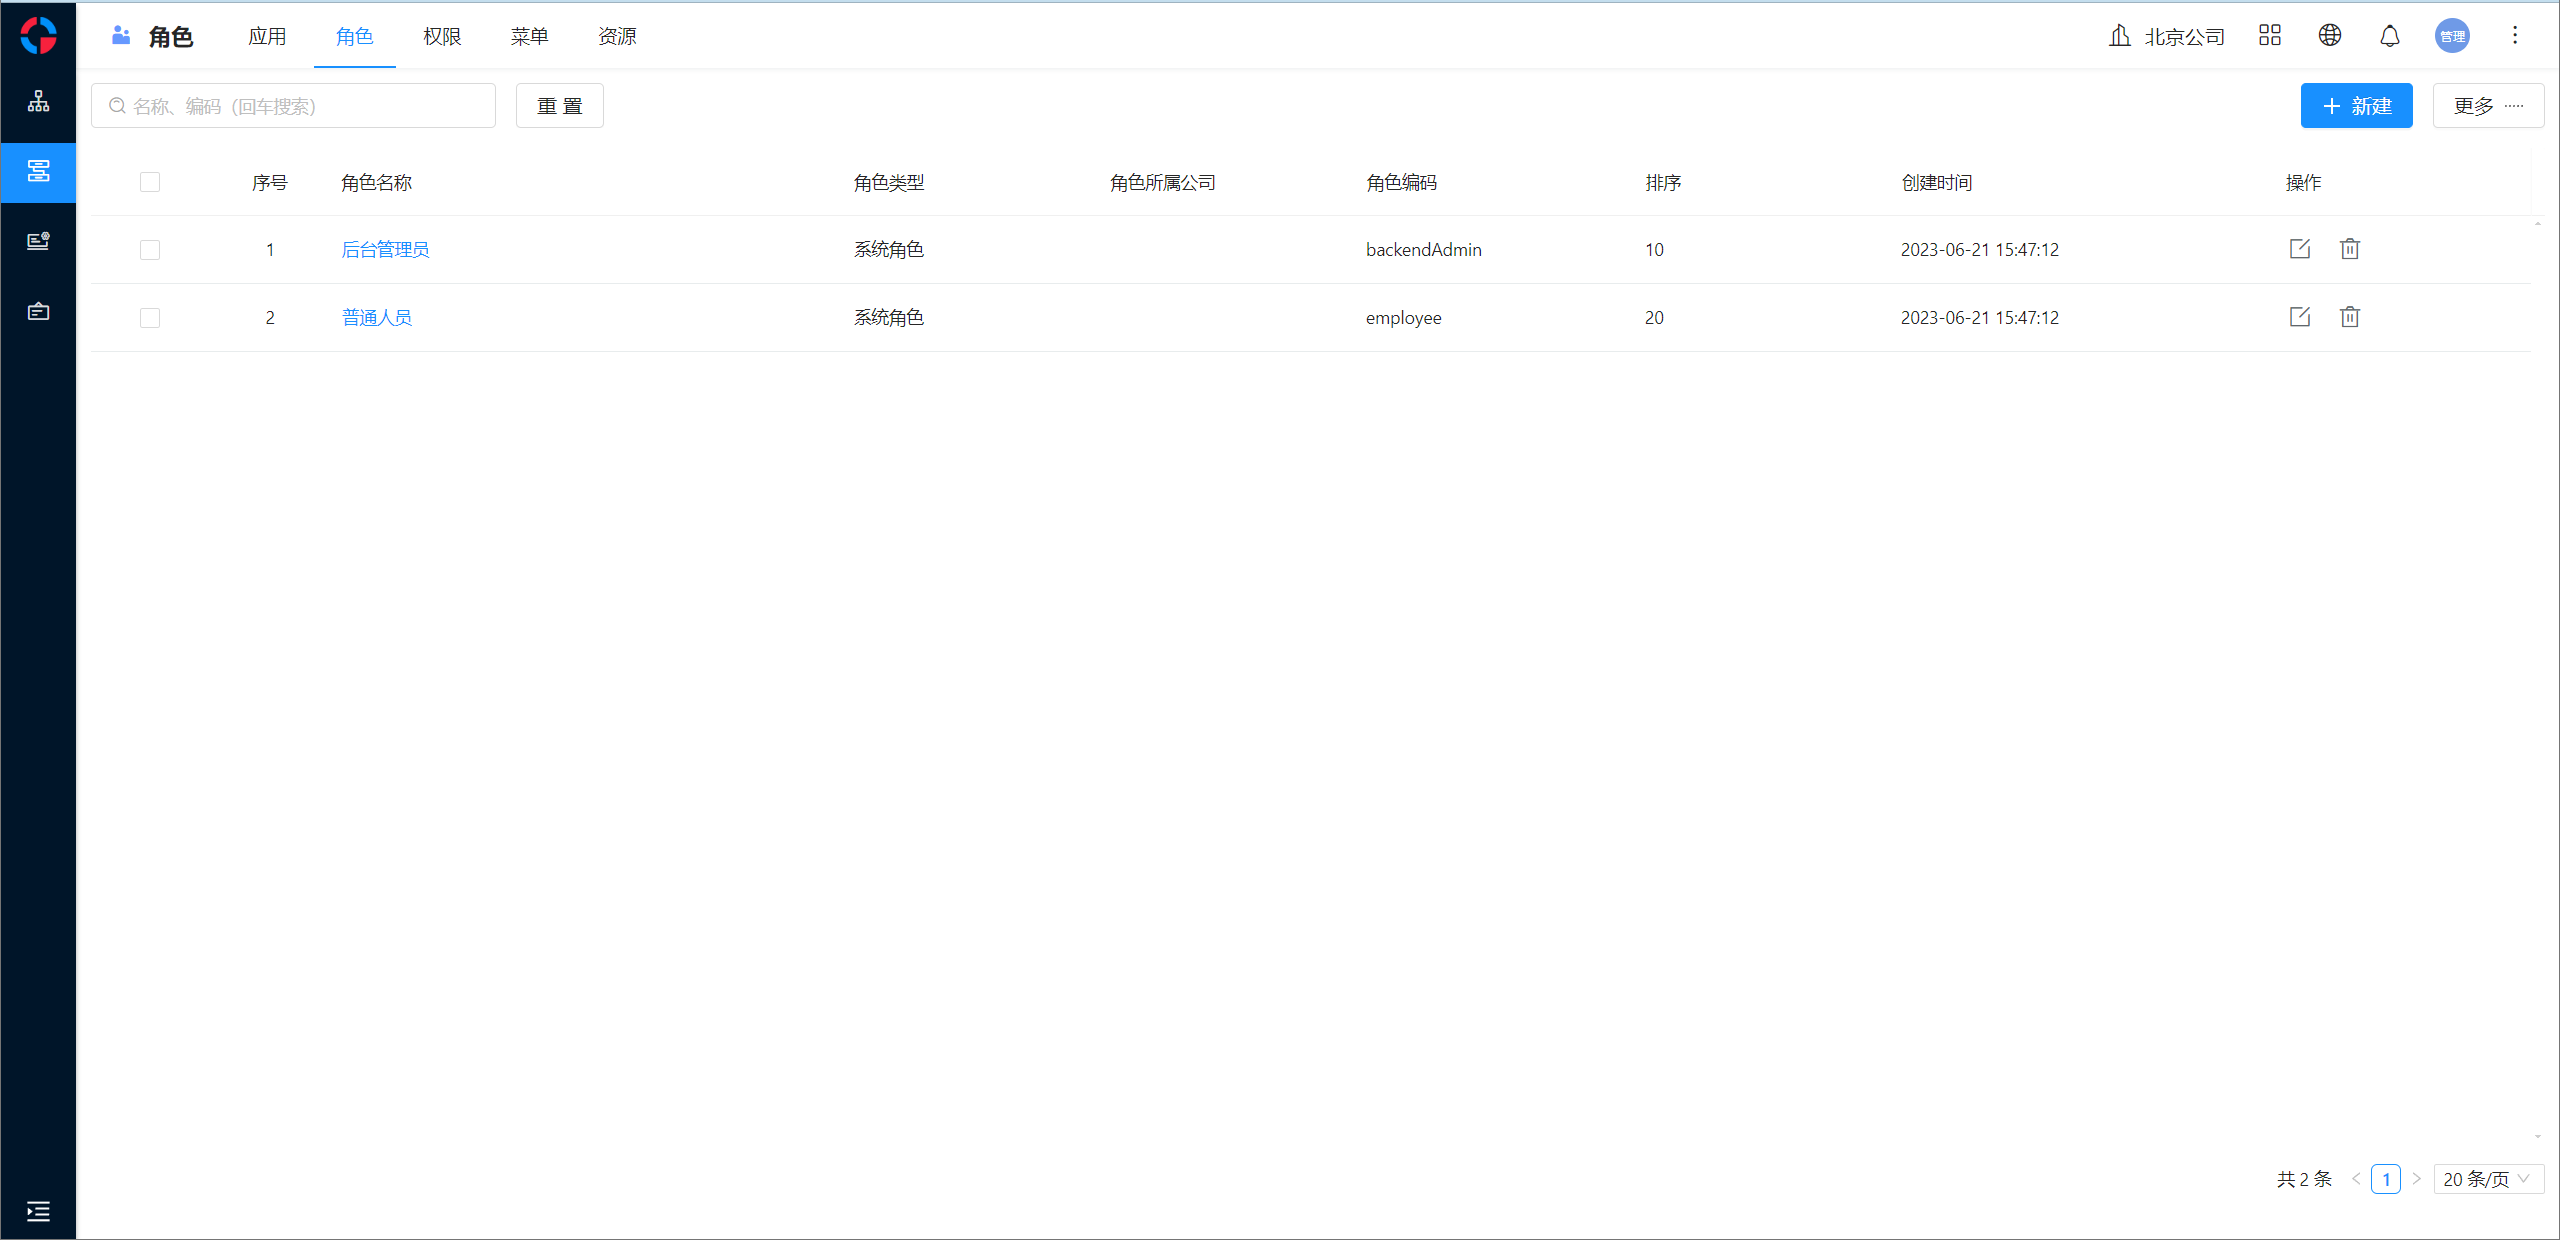 角色 应用 角色 权限 菜单 资源 北京公司 管理
名称、编码（回车搜索） 重 置 新建 更多
序号 角色名称 角色类型 角色所属公司 角色编码 排序 创建时间 操作
1 后台管理员 系统角色 backendAdmin 10 2023-06-21 15:47:12
2 普通人员 系统角色 employee 20 2023-06-21 15:47:12
共 2 条 1 20 条/页